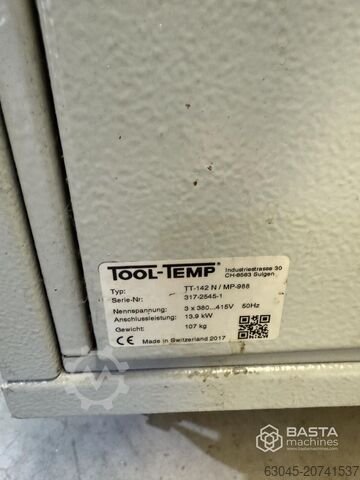 TOOL-TEMP®
Industriestrasse 30
CH-8583 Sulgen
Typ: TT-142 N / MP-988
Serie-Nr: 317-2545-1
Nennspannung: 3 x 380...415V 50Hz
Anschlussleistung: 13.9 kW
Gewicht: 107 kg
CE Made in Switzerland 2017
BASTA
machines
63045-20741537